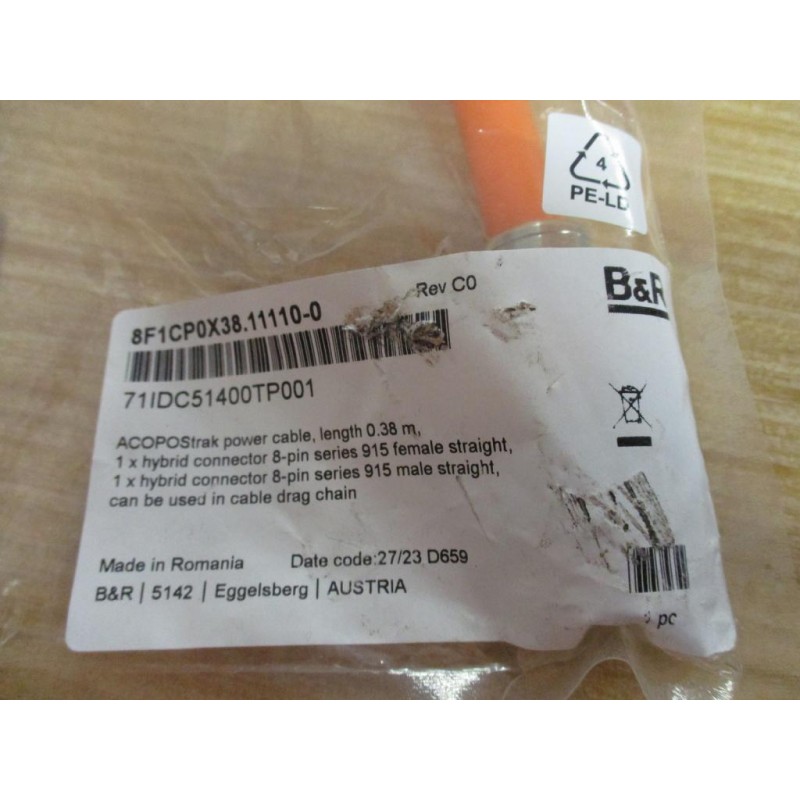 4
PE-LD
B&R
8F1CP0X38.11110-0 Rev C0
71IDC51400TP001
ACOPOStrak power cable, length 0.38 m,
1 x hybrid connector 8-pin series 915 female straight,
1 x hybrid connector 8-pin series 915 male straight,
can be used in cable drag chain
Made in Romania Date code:27/23 D659
B&R | 5142 | Eggelsberg | AUSTRIA
pc